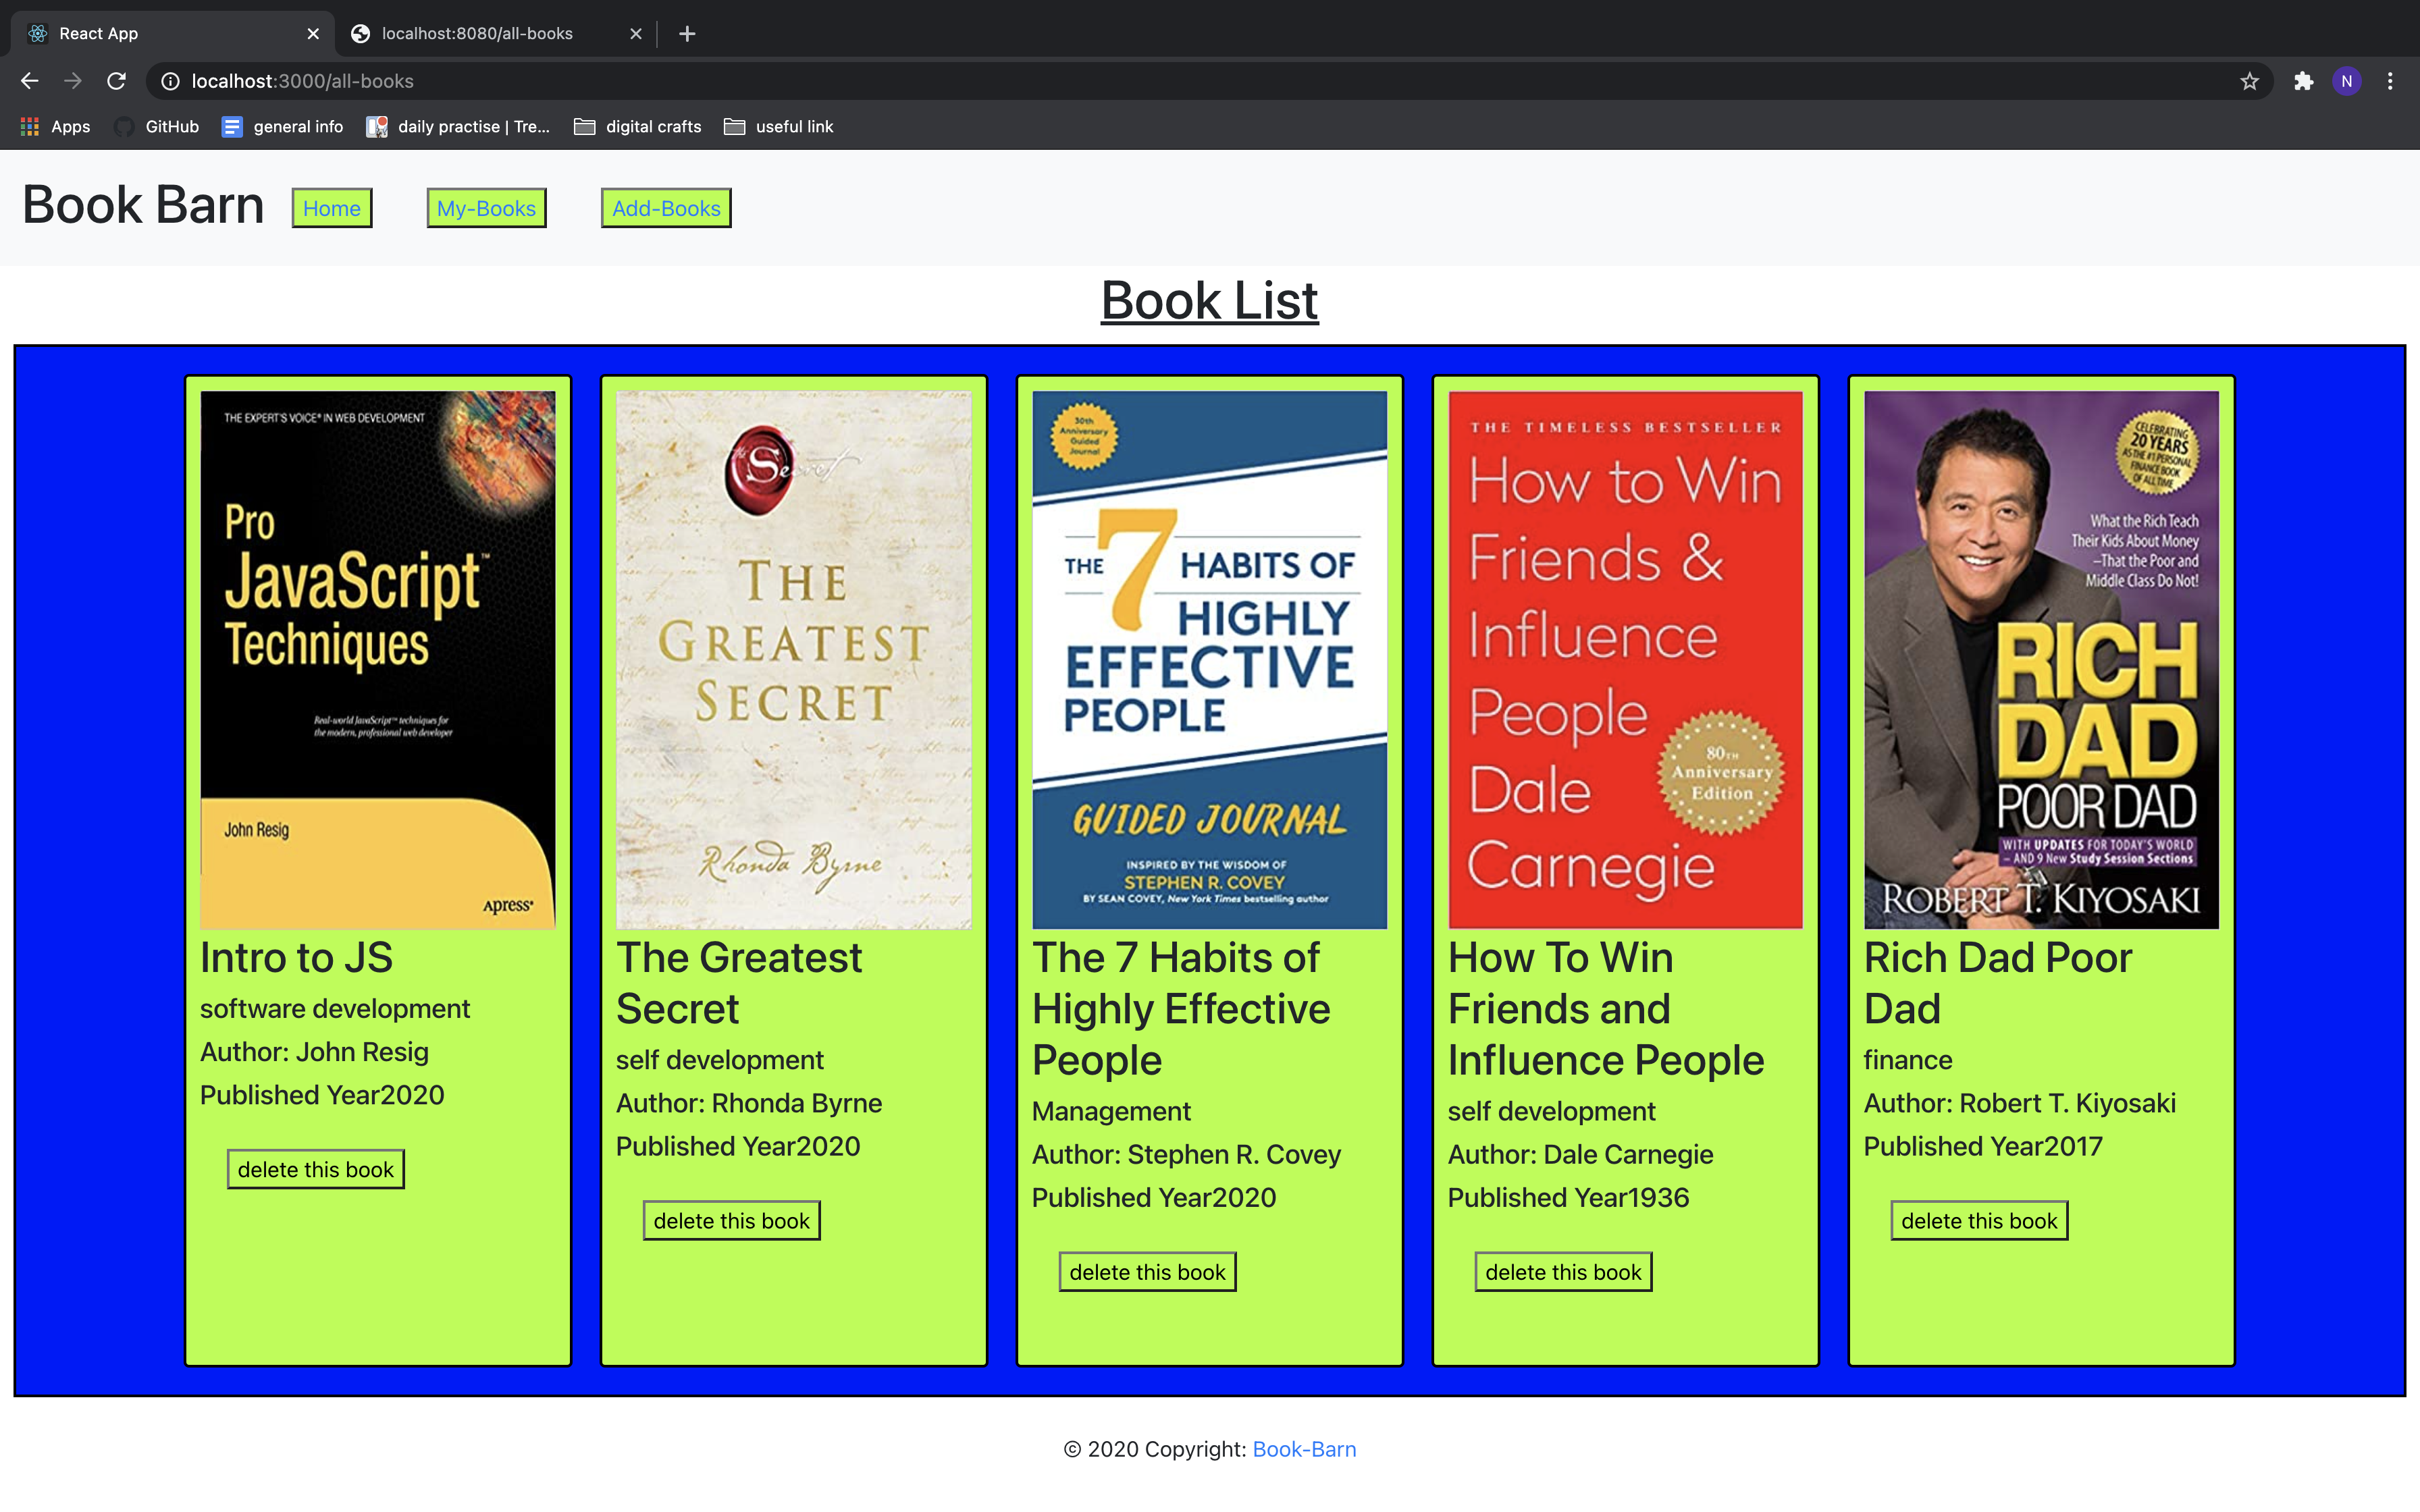 React App
localhost:8080/all-books
localhost:3000/all-books
N
Apps
GitHub
general info
daily practise | Tre...
digital crafts
useful link
Book Barn
Home
My-Books
Add-Books
Book List
THE EXPERT'S VOICE® IN WEB DEVELOPMENT
Pro
JavaScript™
Techniques
Real-world JavaScript™ techniques for
the modern, professional web developer
John Resig
Apress®
Intro to JS
software development
Author: John Resig
Published Year2020
delete this book
The Secret
THE
GREATEST
SECRET
Rhonda Byrne
The Greatest
Secret
self development
Author: Rhonda Byrne
Published Year2020
delete this book
30th
Anniversary
Guided
Journal
THE 7 HABITS OF
HIGHLY
EFFECTIVE
PEOPLE
GUIDED JOURNAL
INSPIRED BY THE WISDOM OF
STEPHEN R. COVEY
BY SEAN COVEY, New York Times bestselling author
The 7 Habits of
Highly Effective
People
Management
Author: Stephen R. Covey
Published Year2020
delete this book
THE TIMELESS BESTSELLER
How to Win
Friends &
Influence
People
Dale
Carnegie
80TH
Anniversary
Edition
How To Win
Friends and
Influence People
self development
Author: Dale Carnegie
Published Year1936
delete this book
CELEBRATING
20 YEARS
AS THE #1 PERSONAL
FINANCE BOOK
OF ALL TIME
What the Rich Teach
Their Kids About Money
–That the Poor and
Middle Class Do Not!
RICH
DAD
POOR DAD
WITH UPDATES FOR TODAY'S WORLD
– AND 9 New Study Session Sections
ROBERT T. KIYOSAKI
Rich Dad Poor
Dad
finance
Author: Robert T. Kiyosaki
Published Year2017
delete this book
© 2020 Copyright: Book-Barn